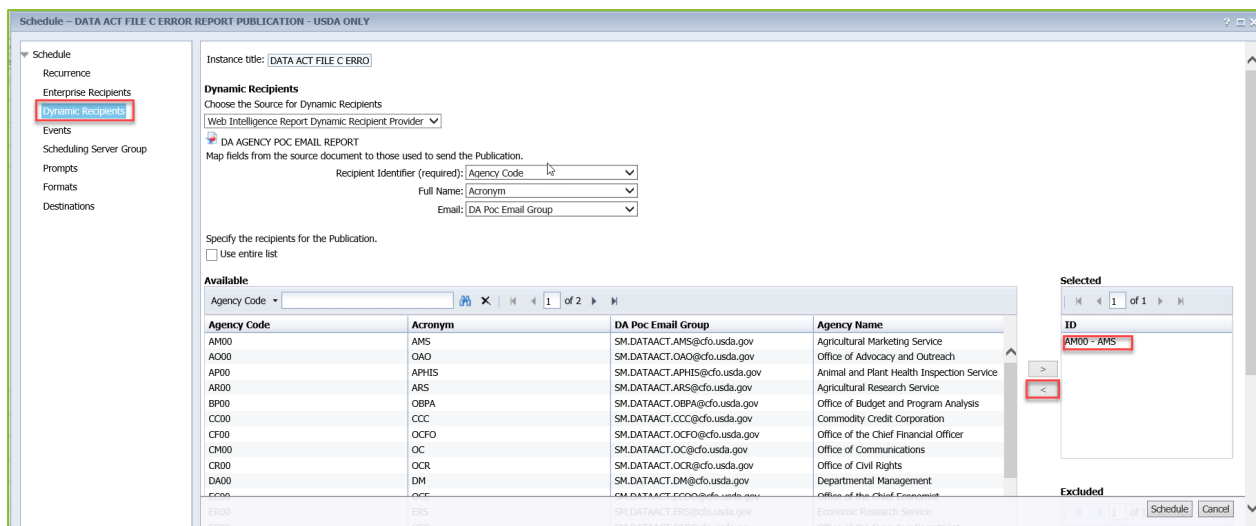 Schedule – DATA ACT FILE C ERROR REPORT PUBLICATION - USDA ONLY
Schedule
Recurrence
Enterprise Recipients
Dynamic Recipients
Events
Scheduling Server Group
Prompts
Formats
Destinations
Instance title: DATA ACT FILE C ERRO
Dynamic Recipients
Choose the Source for Dynamic Recipients
Web Intelligence Report Dynamic Recipient Provider
DA AGENCY POC EMAIL REPORT
Map fields from the source document to those used to send the Publication.
Recipient Identifier (required): Agency Code
Full Name: Acronym
Email: DA Poc Email Group
Specify the recipients for the Publication.
Use entire list
Available
Agency Code 1 of 2
Agency Code Acronym DA Poc Email Group Agency Name
AM00 AMS SM.DATAACT.AMS@cfo.usda.gov Agricultural Marketing Service
AO00 OAO SM.DATAACT.OAO@cfo.usda.gov Office of Advocacy and Outreach
AP00 APHIS SM.DATAACT.APHIS@cfo.usda.gov Animal and Plant Health Inspection Service
AR00 ARS SM.DATAACT.ARS@cfo.usda.gov Agricultural Research Service
BP00 OBPA SM.DATAACT.OBPA@cfo.usda.gov Office of Budget and Program Analysis
CC00 CCC SM.DATAACT.CCC@cfo.usda.gov Commodity Credit Corporation
CF00 OCFO SM.DATAACT.OCFO@cfo.usda.gov Office of the Chief Financial Officer
CM00 OC SM.DATAACT.OC@cfo.usda.gov Office of Communications
CR00 OCR SM.DATAACT.OCR@cfo.usda.gov Office of Civil Rights
DA00 DM SM.DATAACT.DM@cfo.usda.gov Departmental Management
ER00 ERS SM.DATAACT.ERS@cfo.usda.gov Economic Research Service
>
<
Selected
1 of 1
ID
AM00 - AMS
Excluded
1 of
Schedule Cancel